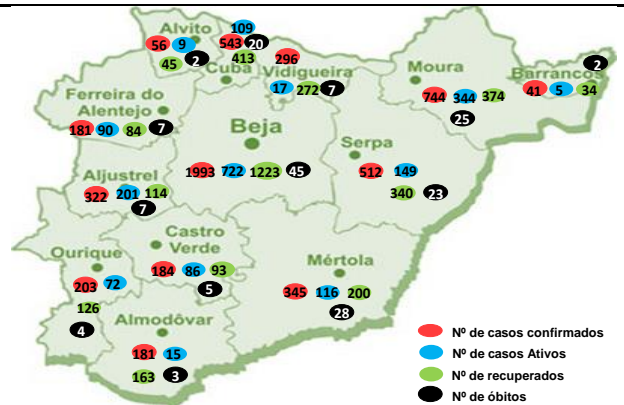 Alvito
109
56 9
543 20
2
45
413
Cuba
296
Vidigueira
17 272 7
Moura
744 344 374
25
2
Barrancos
41 5 34
Ferreira do
Alentejo
181 90 84 7
Beja
1993 722 1223 45
Serpa
512 149
340 23
Aljustrel
322 201 114
7
Castro
Verde
184 86 93
5
Ourique
203 72
126
4
Mértola
345 116 200
28
Almodôvar
181 15
163 3
Nº de casos confirmados
Nº de casos Ativos
Nº de recuperados
Nº de óbitos